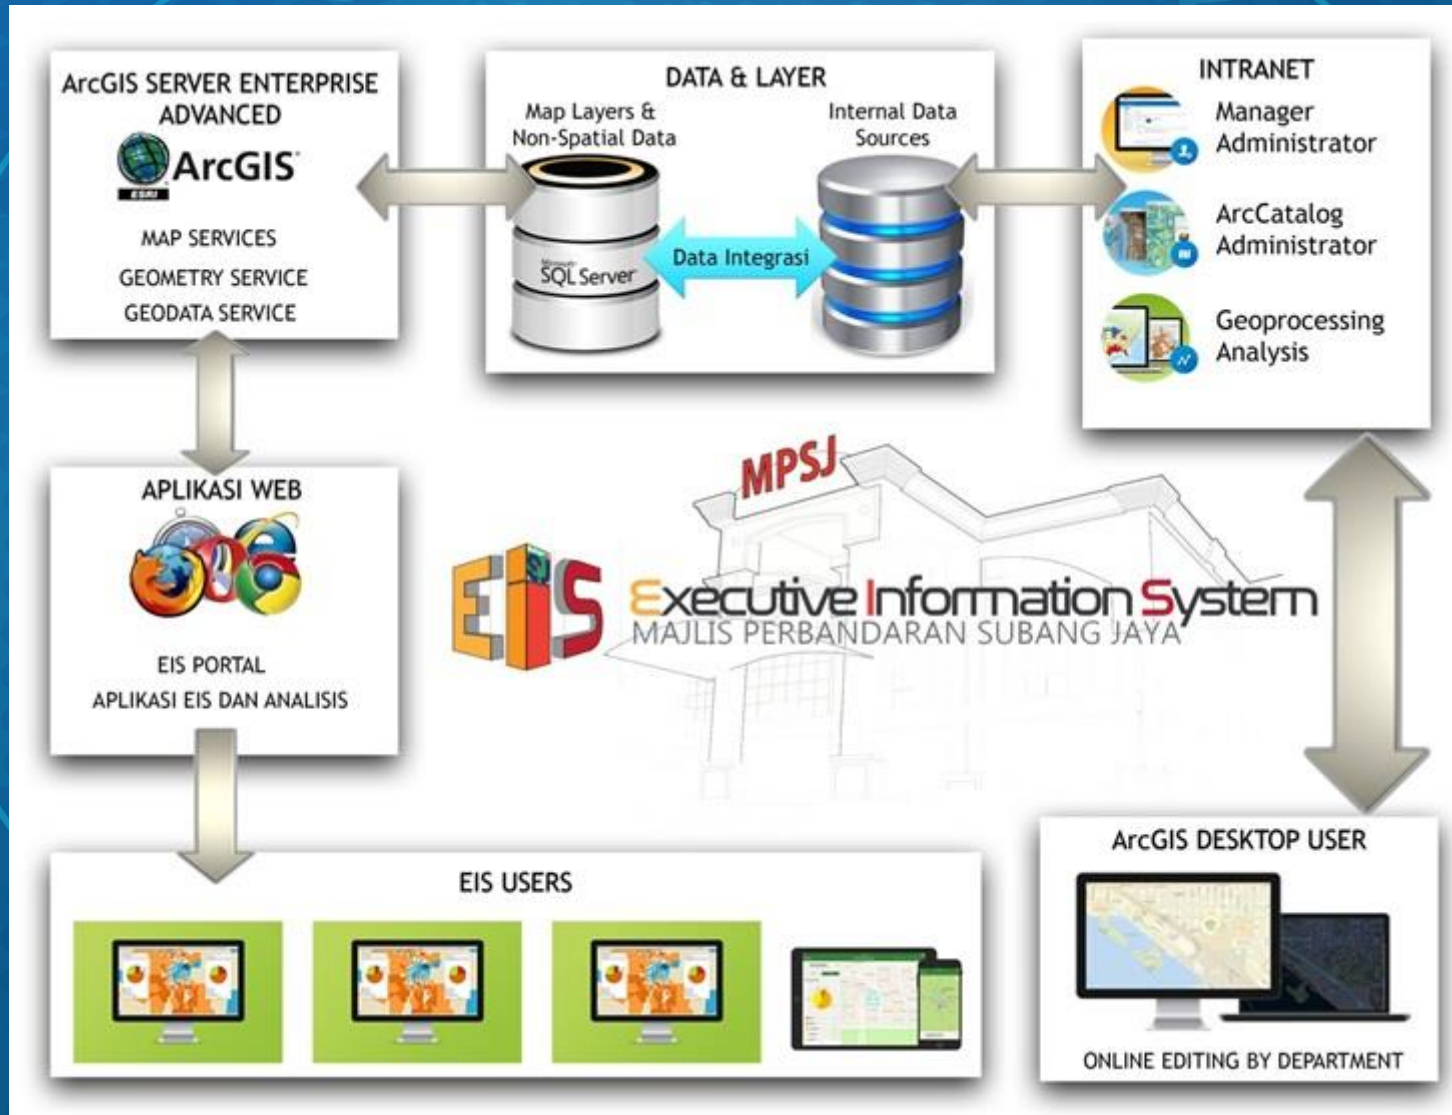 ArcGIS SERVER ENTERPRISE
ADVANCED
ArcGIS
ESRI
MAP SERVICES
GEOMETRY SERVICE
GEODATA SERVICE
DATA & LAYER
Map Layers &
Non-Spatial Data
Internal Data
Sources
Microsoft
SQL Server
Data Integrasi
INTRANET
Manager
Administrator
ArcCatalog
Administrator
Geoprocessing
Analysis
APLIKASI WEB
EIS PORTAL
APLIKASI EIS DAN ANALISIS
MPSJ
EIS
Executive Information System
MAJLIS PERBANDARAN SUBANG JAYA
EIS USERS
ArcGIS DESKTOP USER
ONLINE EDITING BY DEPARTMENT